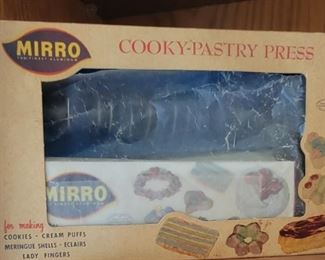 MIRRO
THE FINEST ALUMINUM
COOKY-PASTRY PRESS
MIRRO
for making
COOKIES - CREAM PUFFS
MERINGUE SHELLS - ECLAIRS
LADY FINGERS